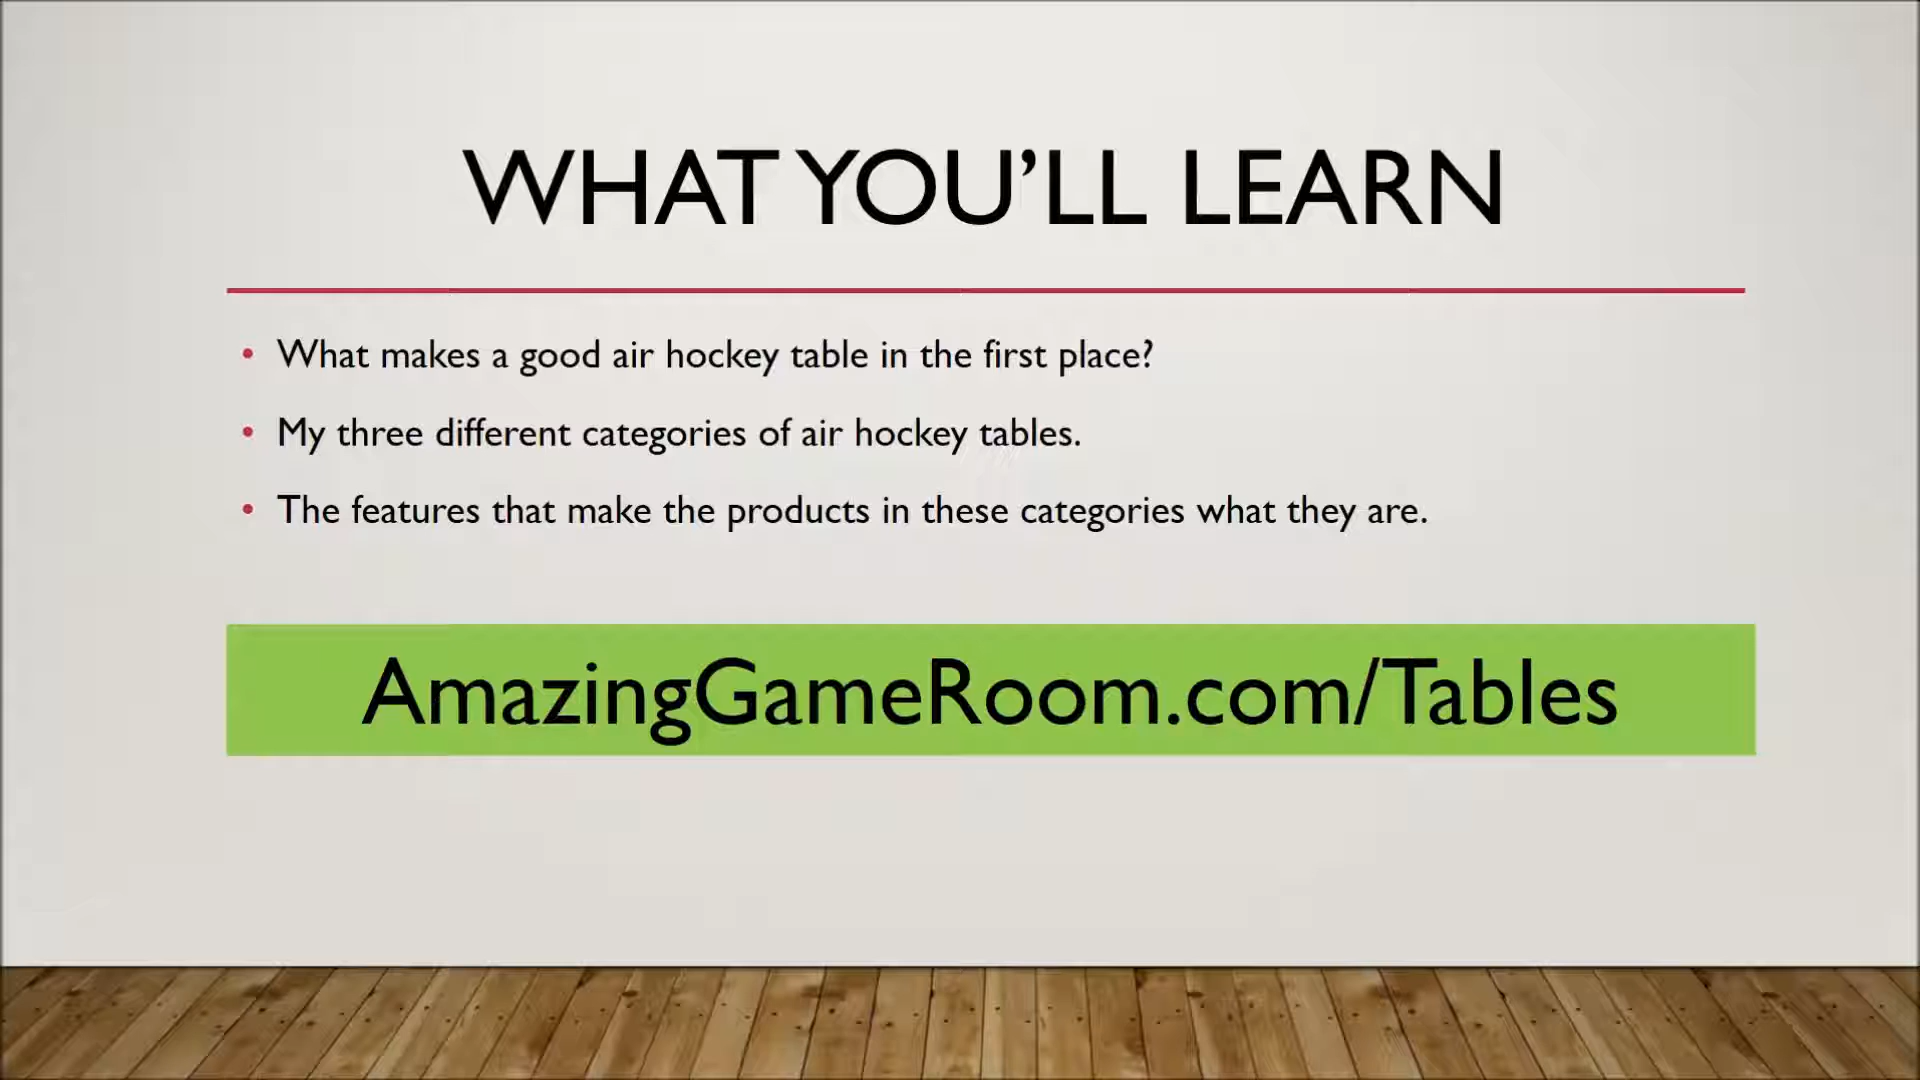 WHAT YOU’LL LEARN
• What makes a good air hockey table in the first place?
• My three different categories of air hockey tables.
• The features that make the products in these categories what they are.
AmazingGameRoom.com/Tables